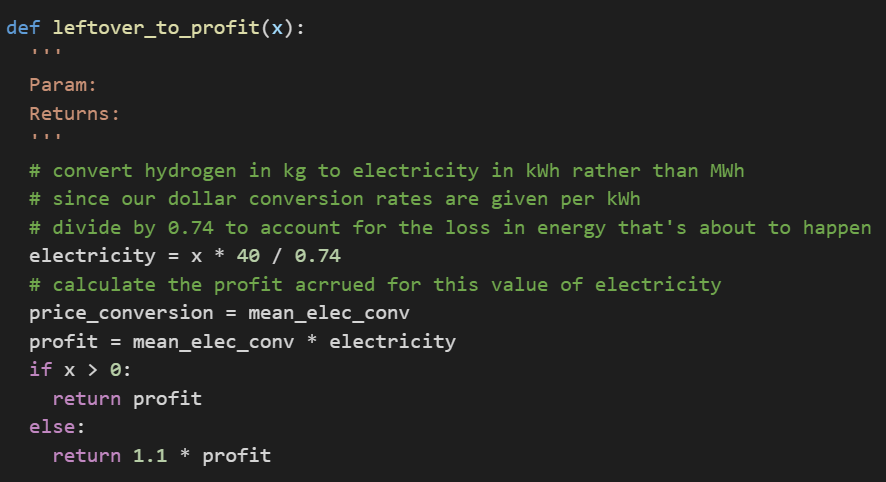 def leftover_to_profit(x):
  '''
  Param:
  Returns:
  '''
  # convert hydrogen in kg to electricity in kWh rather than MWh
  # since our dollar conversion rates are given per kWh
  # divide by 0.74 to account for the loss in energy that's about to happen
  electricity = x * 40 / 0.74
  # calculate the profit acrrued for this value of electricity
  price_conversion = mean_elec_conv
  profit = mean_elec_conv * electricity
  if x > 0:
    return profit
  else:
    return 1.1 * profit